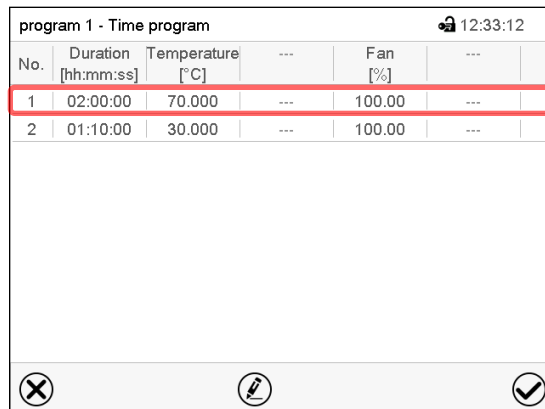 program 1 - Time program 12:33:12
No. Duration [hh:mm:ss] Temperature [°C] --- Fan [%] ---
1 02:00:00 70.000 --- 100.00 ---
2 01:10:00 30.000 --- 100.00 ---